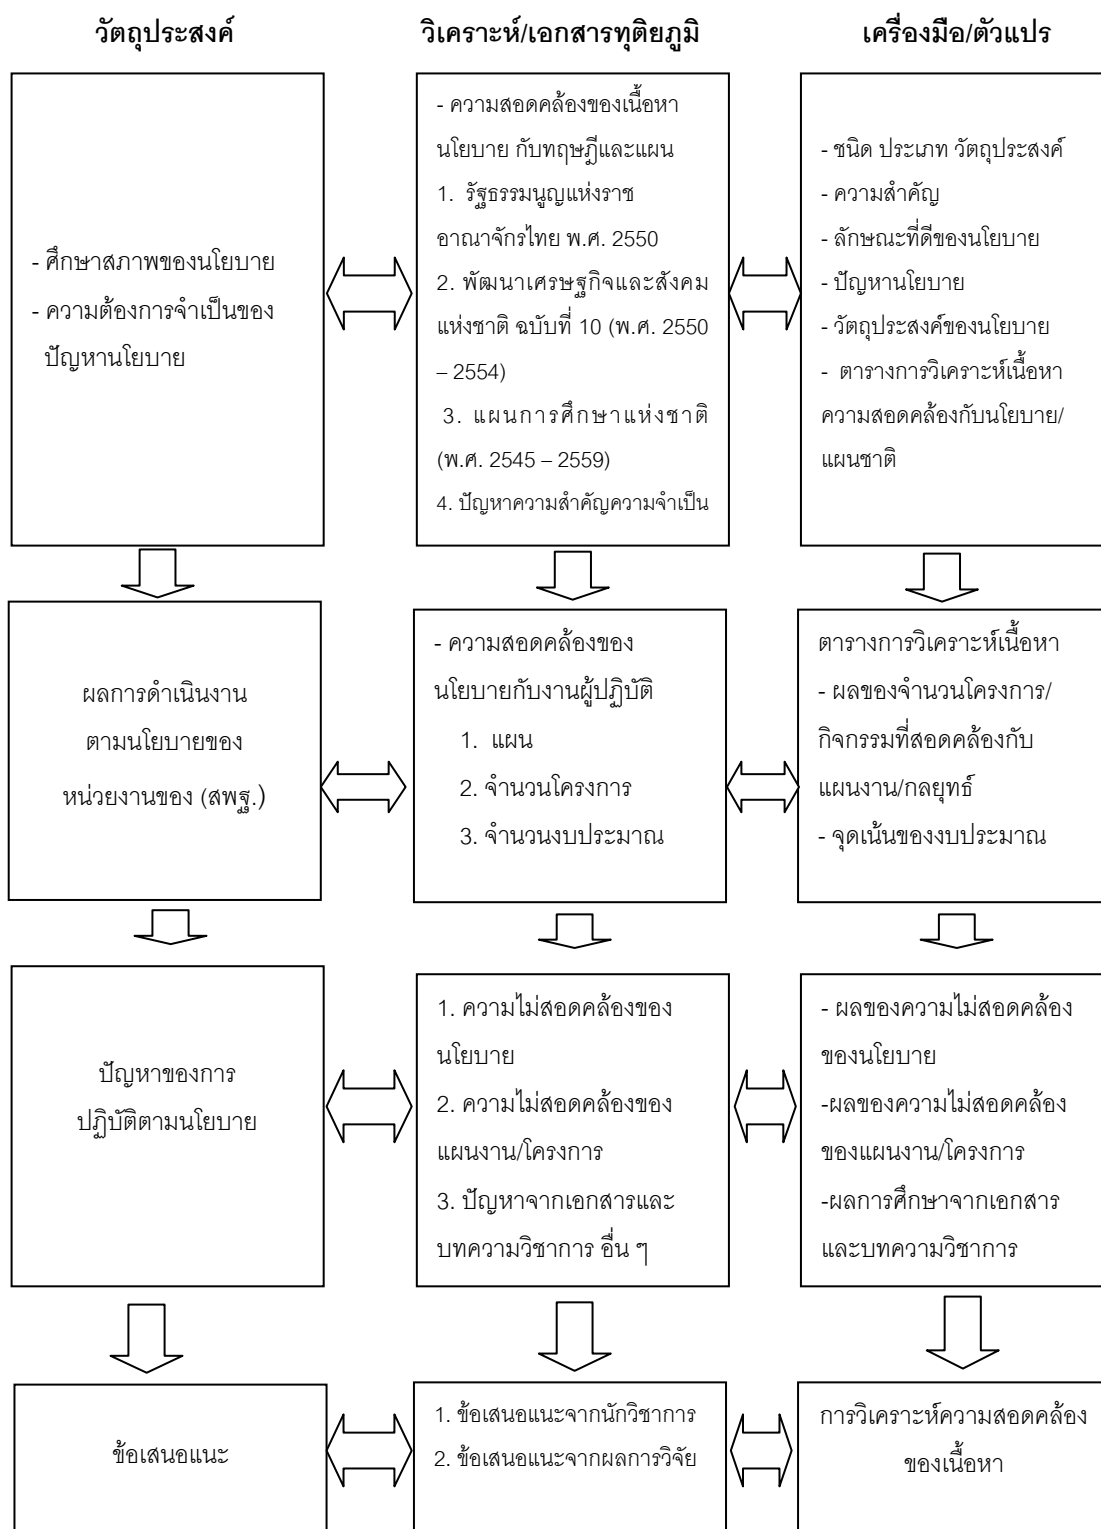 วัตถุประสงค์
วิเคราะห์/เอกสารทุติยภูมิ
เครื่องมือ/ตัวแปร
- ศึกษาสภาพของนโยบาย
- ความต้องการจำเป็นของ
ปัญหานโยบาย
- ความสอดคล้องของเนื้อหา
นโยบาย กับทฤษฎีและแผน
1. รัฐธรรมนูญแห่งราช
อาณาจักรไทย พ.ศ. 2550
2. พัฒนาเศรษฐกิจและสังคม
แห่งชาติ ฉบับที่ 10 (พ.ศ. 2550
– 2554)
3. แผนการศึกษาแห่งชาติ
(พ.ศ. 2545 – 2559)
4. ปัญหาความสำคัญความจำเป็น
- ชนิด ประเภท วัตถุประสงค์
- ความสำคัญ
- ลักษณะที่ดีของนโยบาย
- ปัญหานโยบาย
- วัตถุประสงค์ของนโยบาย
- ตารางการวิเคราะห์เนื้อหา
ความสอดคล้องกับนโยบาย/
แผนชาติ
ผลการดำเนินงาน
ตามนโยบายของ
หน่วยงานของ (สพฐ.)
- ความสอดคล้องของ
นโยบายกับงานผู้ปฏิบัติ
1. แผน
2. จำนวนโครงการ
3. จำนวนงบประมาณ
ตารางการวิเคราะห์เนื้อหา
- ผลของจำนวนโครงการ/
กิจกรรมที่สอดคล้องกับ
แผนงาน/กลยุทธ์
- จุดเน้นของงบประมาณ
ปัญหาของการ
ปฏิบัติตามนโยบาย
1. ความไม่สอดคล้องของ
นโยบาย
2. ความไม่สอดคล้องของ
แผนงาน/โครงการ
3. ปัญหาจากเอกสารและ
บทความวิชาการ อื่น ๆ
- ผลของความไม่สอดคล้อง
ของนโยบาย
-ผลของความไม่สอดคล้อง
ของแผนงาน/โครงการ
-ผลการศึกษาจากเอกสาร
และบทความวิชาการ
ข้อเสนอแนะ
1. ข้อเสนอแนะจากนักวิชาการ
2. ข้อเสนอแนะจากผลการวิจัย
การวิเคราะห์ความสอดคล้อง
ของเนื้อหา